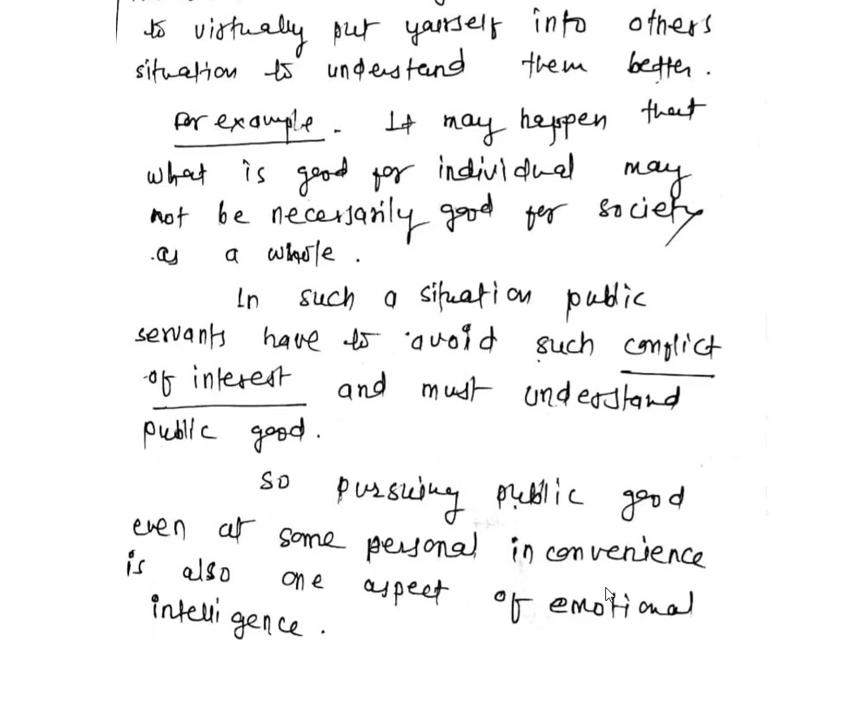 to virtually put yourself into others
situation to understand them better.
for example. It may happen that
what is good for individual may
not be necessarily good for society
as a whole.
In such a situation public
servants have to avoid such conflict
of interest and must understand
public good.
So pursuing public good
even at some personal inconvenience
is also one aspect of emotional
intelligence.